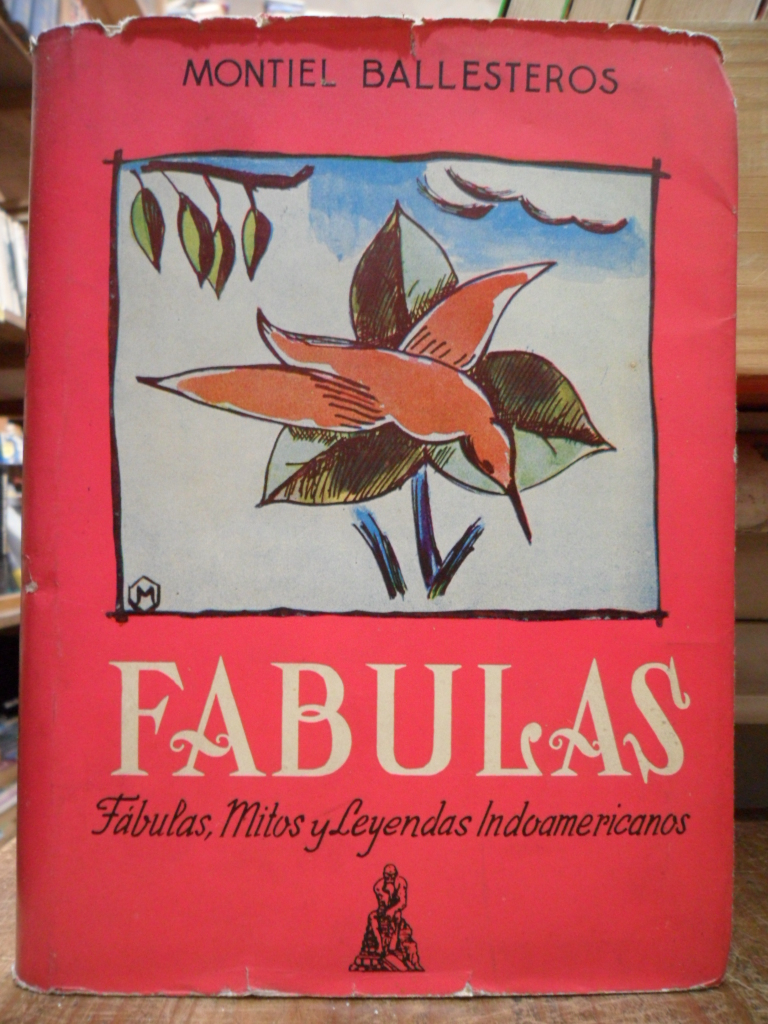 MONTIEL BALLESTEROS
M
FABULAS
Fábulas, Mitos y Leyendas Indoamericanos